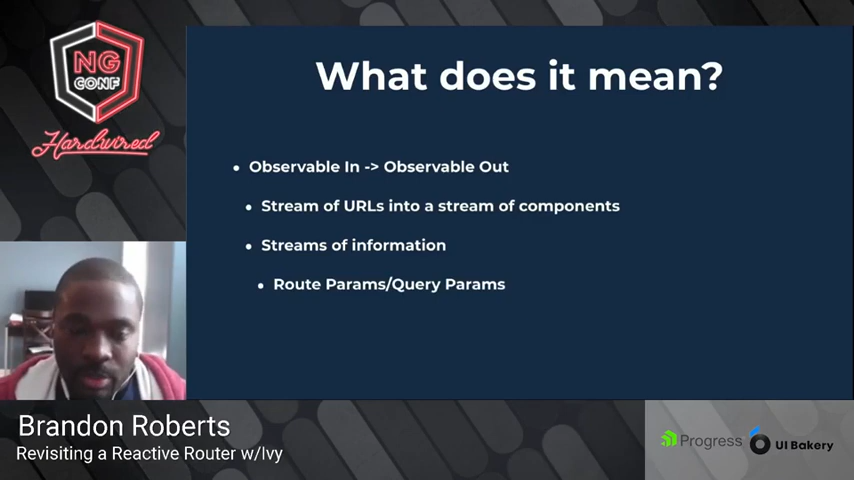 NG
CONF
Hardwired
What does it mean?
• Observable In -> Observable Out
• Stream of URLs into a stream of components
• Streams of information
• Route Params/Query Params
Brandon Roberts
Revisiting a Reactive Router w/Ivy
Progress
UI Bakery